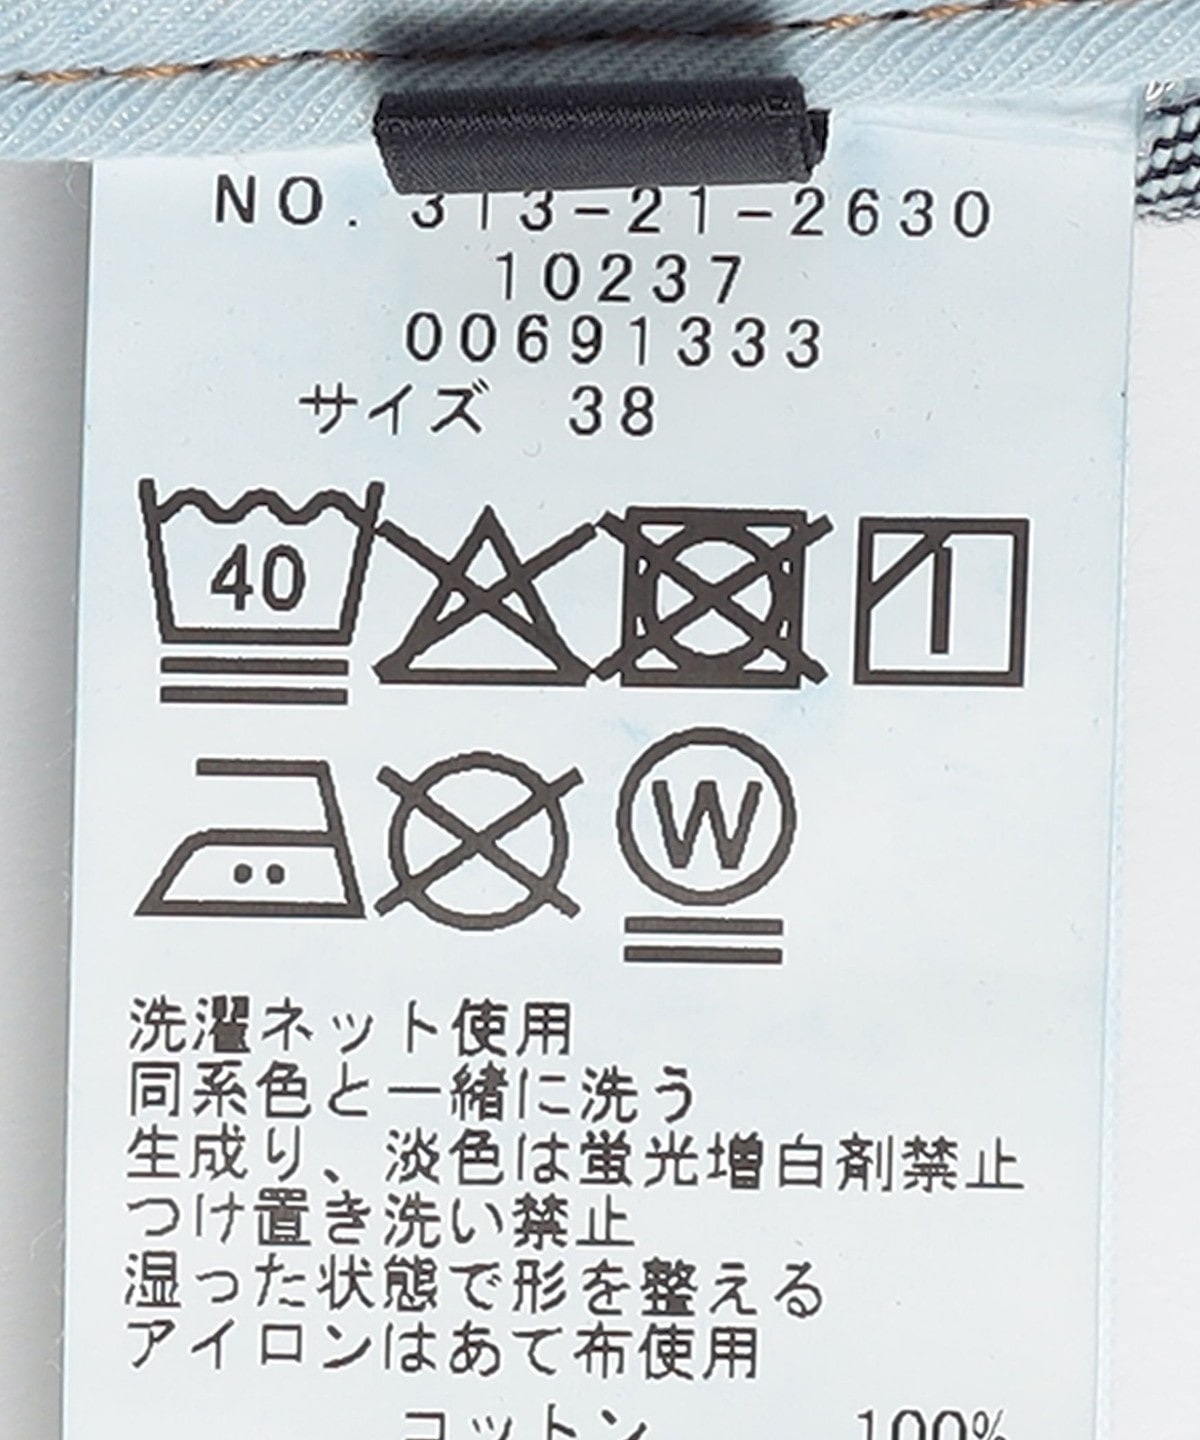 NO. 313-21-2630
10237
00691333
サイズ 38
40
W
洗濯ネット使用
同系色と一緒に洗う
生成り、淡色は蛍光増白剤禁止
つけ置き洗い禁止
湿った状態で形を整える
アイロンはあて布使用
コットン 100%